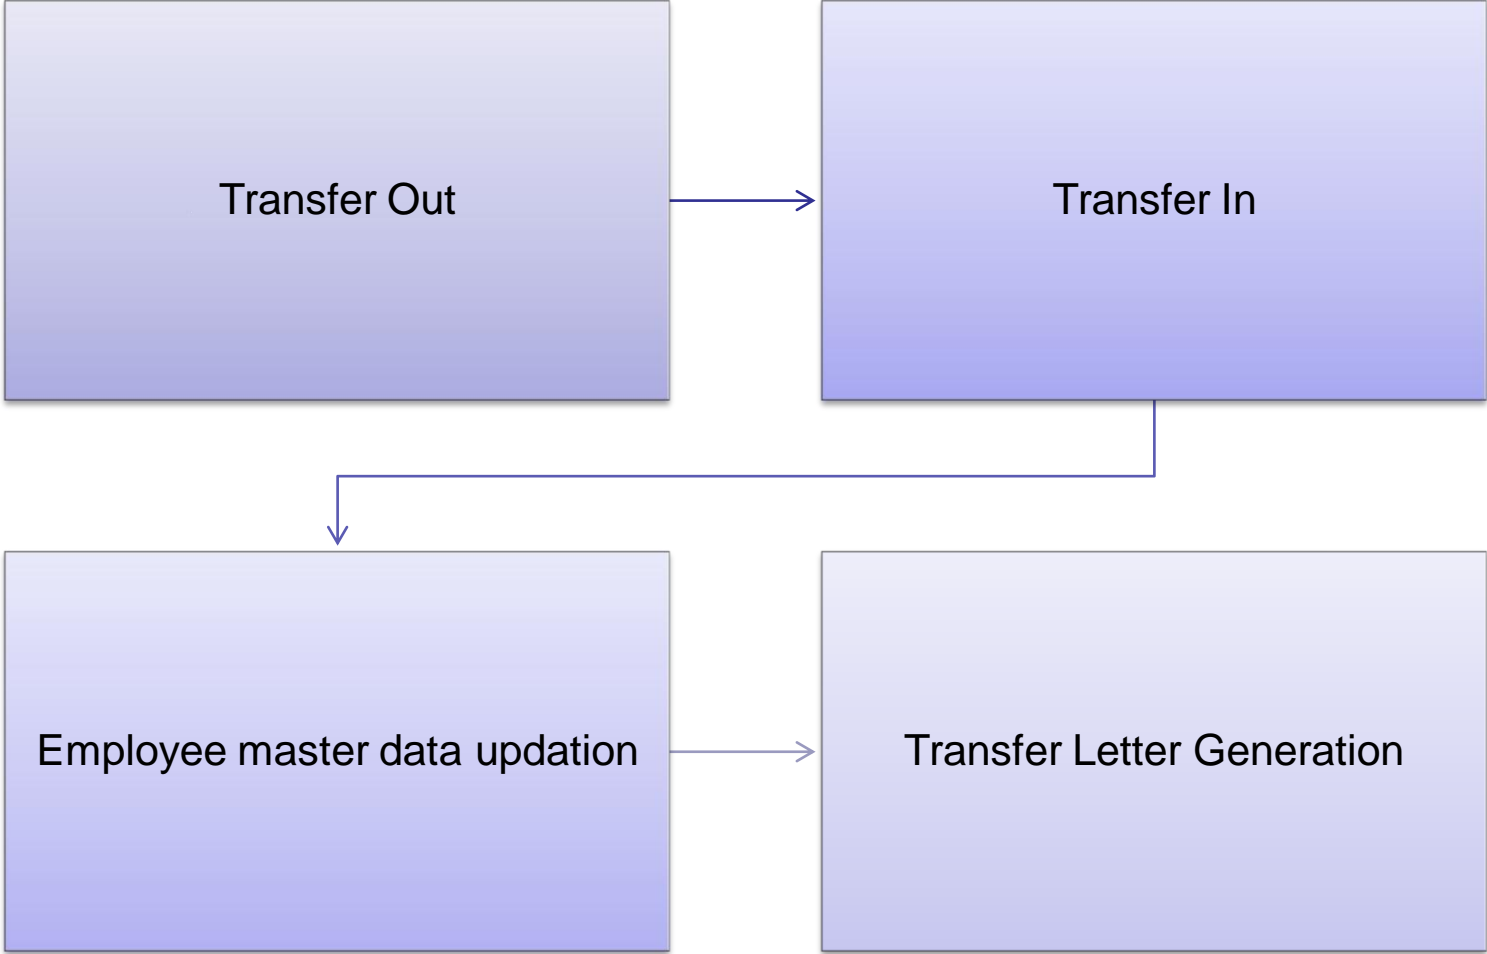 Transfer Out
Transfer In
Employee master data updation
Transfer Letter Generation